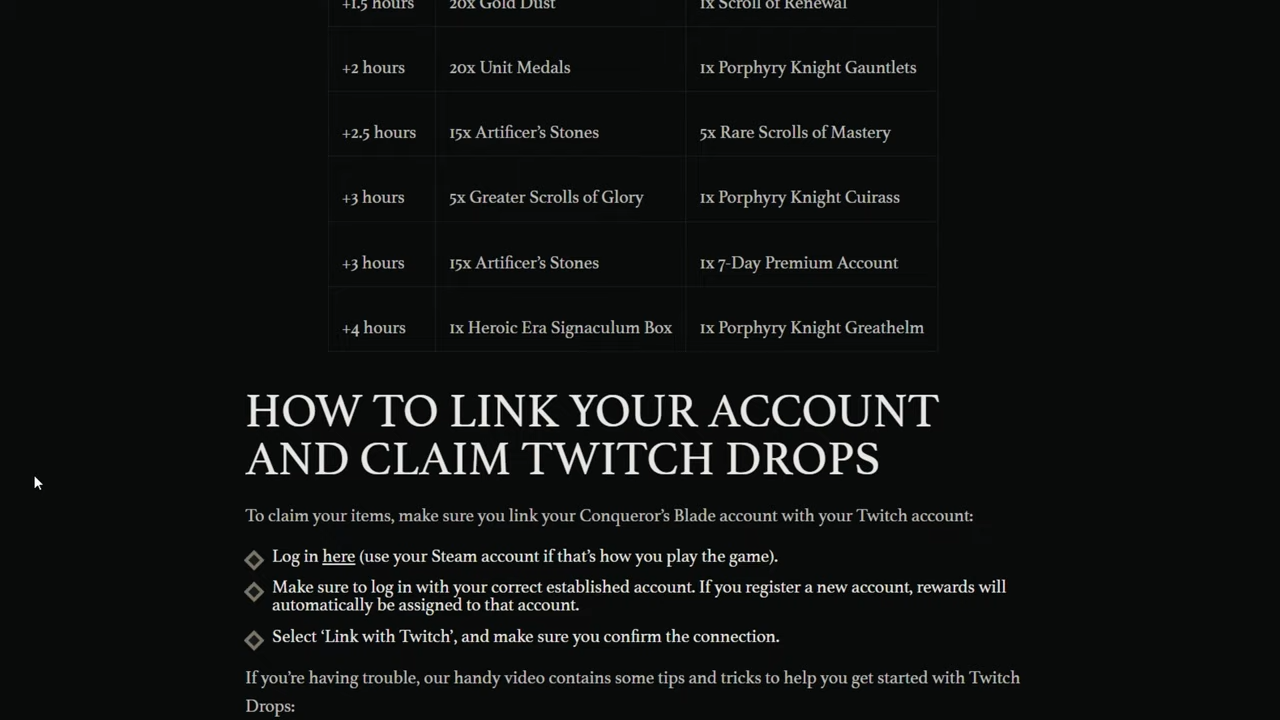 +1.5 hours 20x Gold Dust 1x Scroll of Renewal
+2 hours 20x Unit Medals 1x Porphyry Knight Gauntlets
+2.5 hours 15x Artificer's Stones 5x Rare Scrolls of Mastery
+3 hours 5x Greater Scrolls of Glory 1x Porphyry Knight Cuirass
+3 hours 15x Artificer's Stones 1x 7-Day Premium Account
+4 hours 1x Heroic Era Signaculum Box 1x Porphyry Knight Greathelm
HOW TO LINK YOUR ACCOUNT
AND CLAIM TWITCH DROPS
To claim your items, make sure you link your Conqueror's Blade account with your Twitch account:
Log in here (use your Steam account if that's how you play the game).
Make sure to log in with your correct established account. If you register a new account, rewards will
automatically be assigned to that account.
Select ‘Link with Twitch’, and make sure you confirm the connection.
If you're having trouble, our handy video contains some tips and tricks to help you get started with Twitch
Drops: